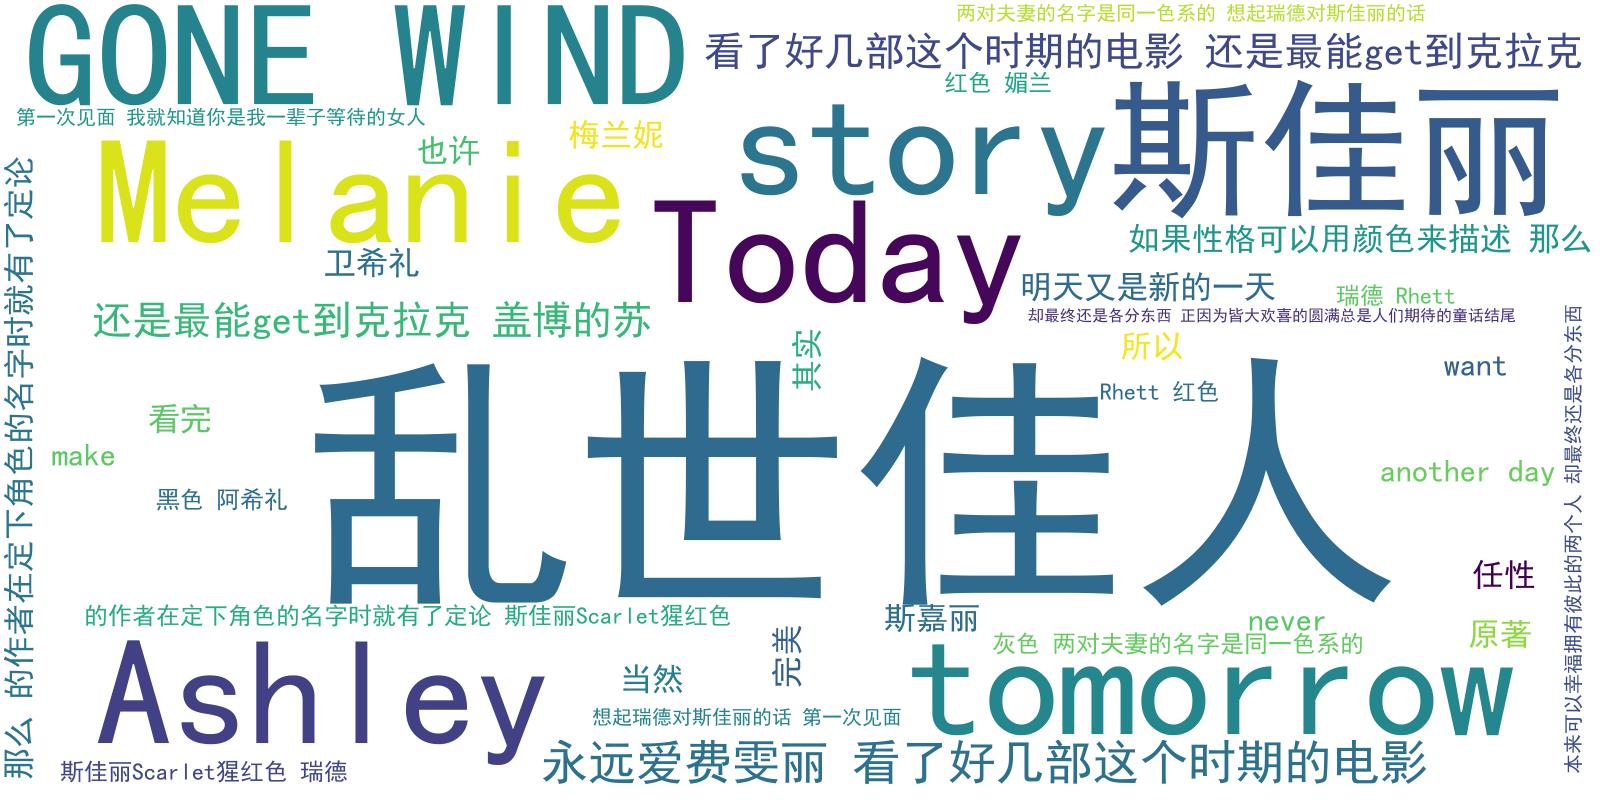 GONE WIND
两对夫妻的名字是同一色系的 想起瑞德对斯佳丽的话
看了好几部这个时期的电影 还是最能get到克拉克
红色 媚兰
第一次见面 我就知道你是我一辈子等待的女人
story
斯佳丽
梅兰妮
也许
Melanie
Today
卫希礼
如果性格可以用颜色来描述 那么
明天又是新的一天
瑞德 Rhett
还是最能get到克拉克 盖博的苏
却最终还是各分东西 正因为皆大欢喜的圆满总是人们期待的童话结尾
其实
所以
want
乱世佳人
Rhett 红色
看完
make
another day
黑色 阿希礼
任性
的作者在定下角色的名字时就有了定论 斯佳丽Scarlet猩红色
斯嘉丽
never
原著
灰色 两对夫妻的名字是同一色系的
完美
Ashley
当然
tomorrow
想起瑞德对斯佳丽的话 第一次见面
永远爱费雯丽 看了好几部这个时期的电影
斯佳丽Scarlet猩红色 瑞德
那么 的作者在定下角色的名字时就有了定论
本来可以幸福拥有彼此的两个人 却最终还是各分东西